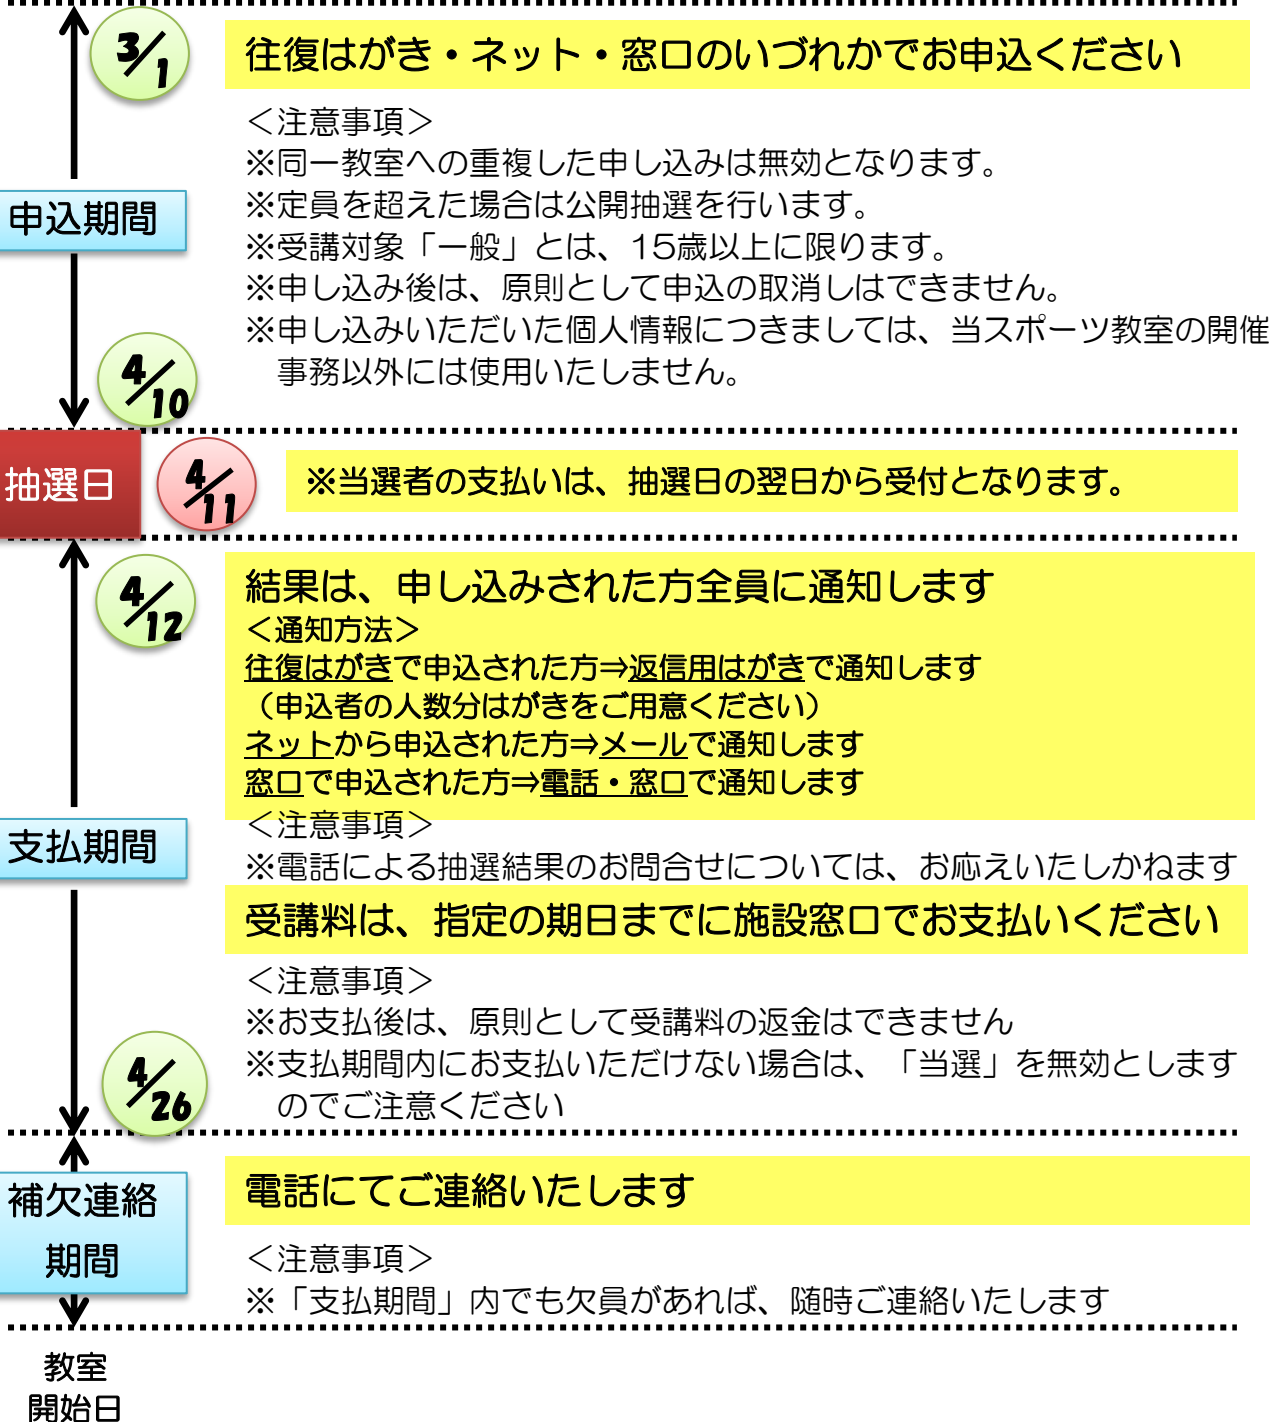 3/1
往復はがき・ネット・窓口のいづれかでお申込ください
＜注意事項＞
※同一教室への重複した申し込みは無効となります。
※定員を超えた場合は公開抽選を行います。
申込期間
※受講対象「一般」とは、15歳以上に限ります。
※申し込み後は、原則として申込の取消しはできません。
※申し込みいただいた個人情報につきましては、当スポーツ教室の開催
事務以外には使用いたしません。
4/10
抽選日
4/11
※当選者の支払いは、抽選日の翌日から受付となります。
4/12
結果は、申し込みされた方全員に通知します
＜通知方法＞
往復はがきで申込された方⇒返信用はがきで通知します
（申込者の人数分はがきをご用意ください）
ネットから申込された方⇒メールで通知します
窓口で申込された方⇒電話・窓口で通知します
支払期間
＜注意事項＞
※電話による抽選結果のお問合せについては、お応えいたしかねます
受講料は、指定の期日までに施設窓口でお支払いください
＜注意事項＞
※お支払後は、原則として受講料の返金はできません
※支払期間内にお支払いただけない場合は、「当選」を無効とします
のでご注意ください
4/26
補欠連絡
期間
電話にてご連絡いたします
＜注意事項＞
※「支払期間」内でも欠員があれば、随時ご連絡いたします
教室
開始日